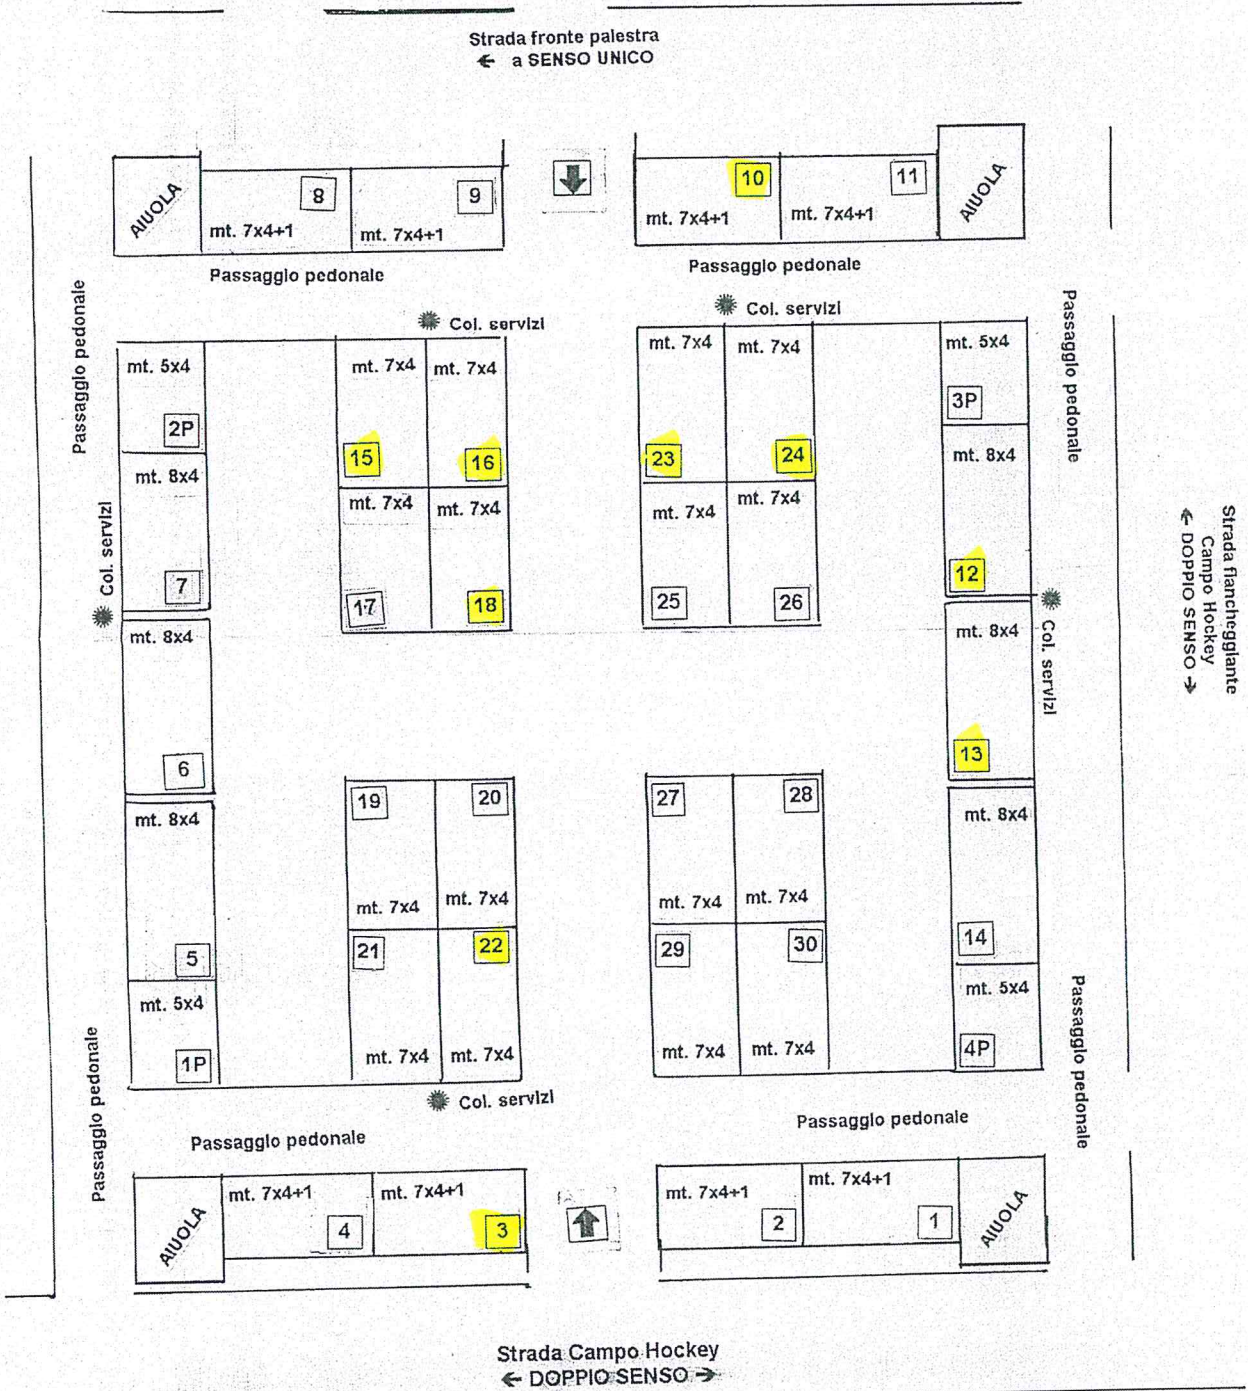 Strada fronte palestra
← a SENSO UNICO
AIUOLA
8
mt. 7x4+1
9
mt. 7x4+1
10
mt. 7x4+1
11
mt. 7x4+1
AIUOLA
Passaggio pedonale
Passaggio pedonale
Col. servizi
Col. servizi
Passaggio pedonale
Passaggio pedonale
mt. 5x4
2P
mt. 8x4
7
Col. servizi
mt. 8x4
6
mt. 8x4
5
mt. 5x4
1P
Passaggio pedonale
mt. 7x4
15
mt. 7x4
16
mt. 7x4
17
mt. 7x4
18
mt. 7x4
23
mt. 7x4
24
mt. 7x4
25
mt. 7x4
26
mt. 5x4
3P
mt. 8x4
12
mt. 8x4
13
Col. servizi
mt. 8x4
14
mt. 5x4
4P
Passaggio pedonale
Strada fiancheggiante
Campo Hockey
← DOPPIO SENSO →
19
mt. 7x4
20
mt. 7x4
21
mt. 7x4
22
mt. 7x4
27
mt. 7x4
28
mt. 7x4
29
mt. 7x4
30
mt. 7x4
Col. servizi
Passaggio pedonale
Passaggio pedonale
AIUOLA
mt. 7x4+1
4
mt. 7x4+1
3
mt. 7x4+1
2
mt. 7x4+1
1
AIUOLA
Strada Campo Hockey
← DOPPIO SENSO →